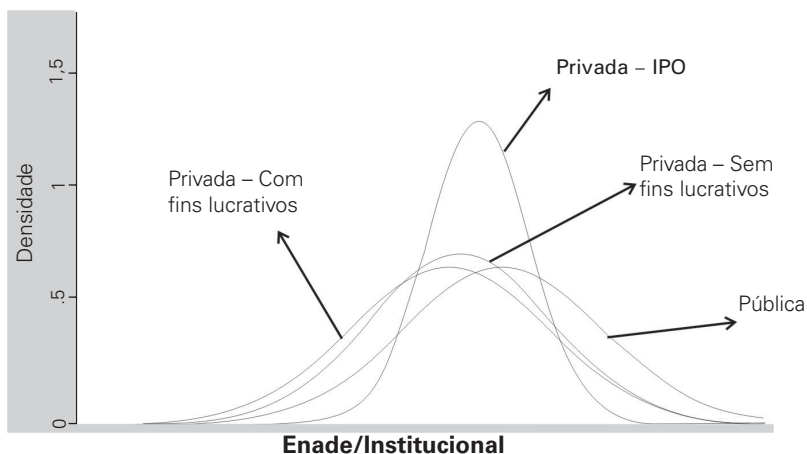 1,5
Privada – IPO
Privada – Com
fins lucrativos
1
Privada – Sem
fins lucrativos
Densidade
.5
Pública
0
Enade/Institucional